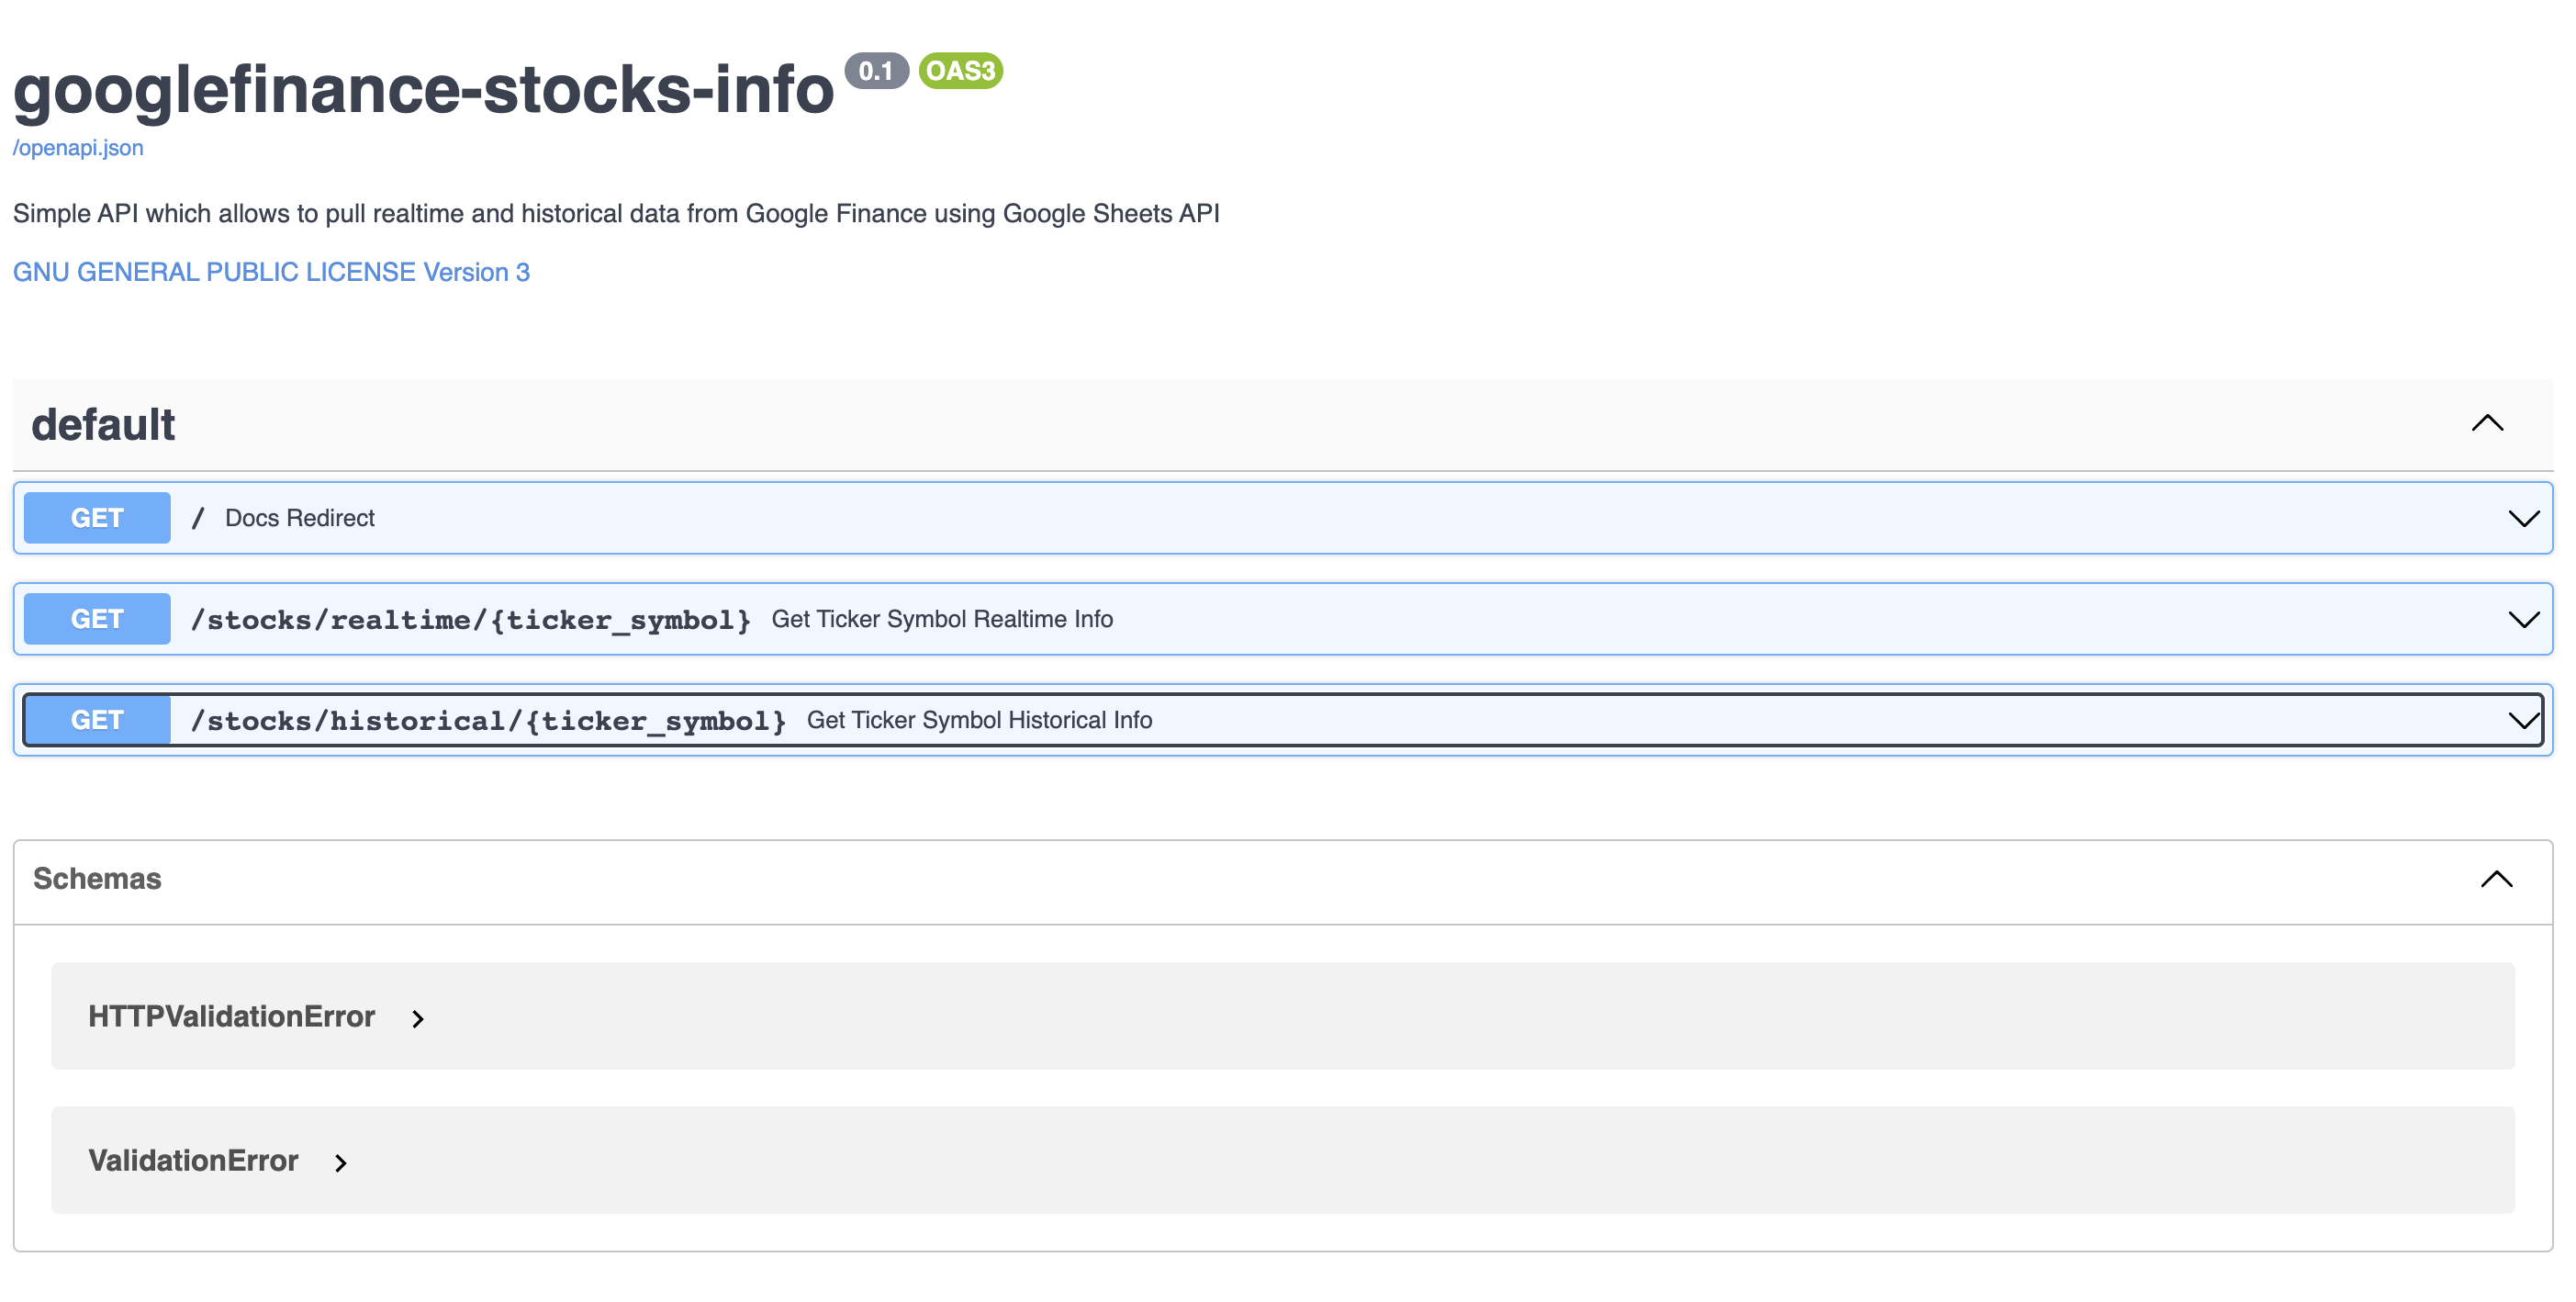 googlefinance-stocks-info 0.1 OAS3
/openapi.json
Simple API which allows to pull realtime and historical data from Google Finance using Google Sheets API
GNU GENERAL PUBLIC LICENSE Version 3
default
GET / Docs Redirect
GET /stocks/realtime/{ticker_symbol} Get Ticker Symbol Realtime Info
GET /stocks/historical/{ticker_symbol} Get Ticker Symbol Historical Info
Schemas
HTTPValidationError
ValidationError